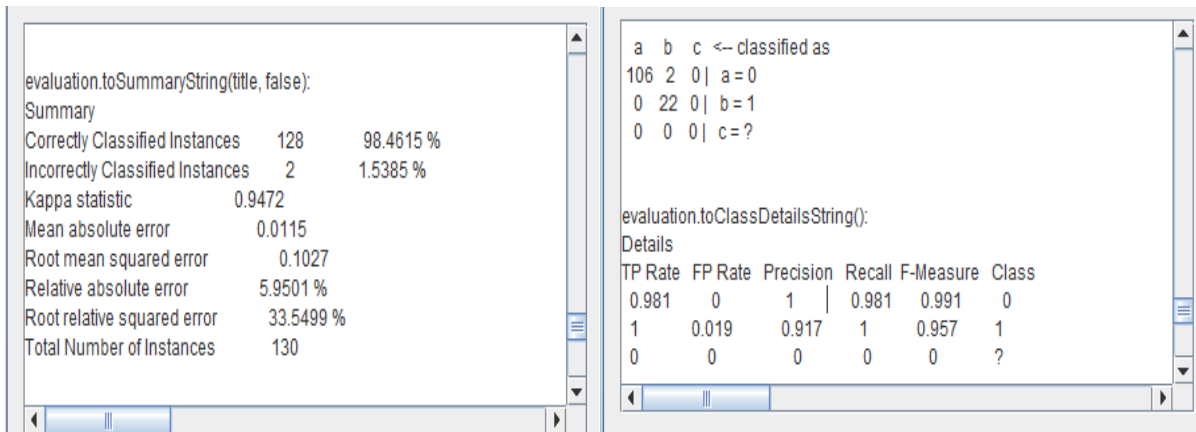 evaluation.toSummaryString(title, false):
Summary
Correctly Classified Instances 128 98.4615 %
Incorrectly Classified Instances 2 1.5385 %
Kappa statistic 0.9472
Mean absolute error 0.0115
Root mean squared error 0.1027
Relative absolute error 5.9501 %
Root relative squared error 33.5499 %
Total Number of Instances 130
a b c <-- classified as
106 2 0 | a = 0
0 22 0 | b = 1
0 0 0 | c = ?
evaluation.toClassDetailsString():
Details
TP Rate FP Rate Precision Recall F-Measure Class
0.981 0 1 0.981 0.991 0
1 0.019 0.917 1 0.957 1
0 0 0 0 0 ?